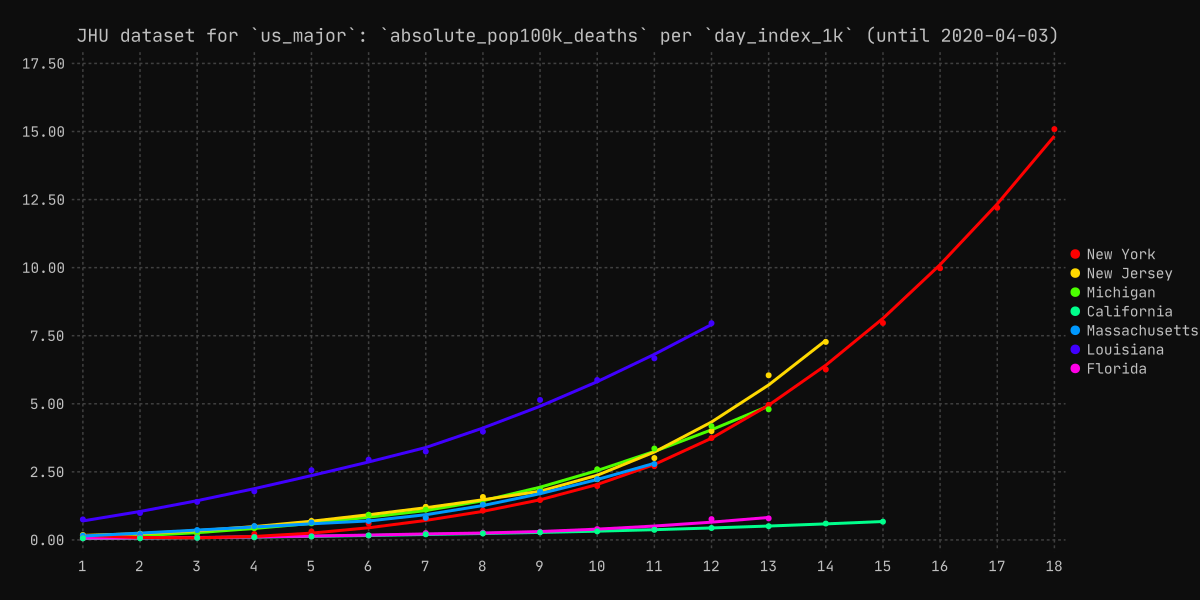 JHU dataset for `us_major`: `absolute_pop100k_deaths` per `day_index_1k` (until 2020-04-03)
17.50
15.00
12.50
10.00
7.50
5.00
2.50
0.00
1 2 3 4 5 6 7 8 9 10 11 12 13 14 15 16 17 18
New York
New Jersey
Michigan
California
Massachusetts
Louisiana
Florida